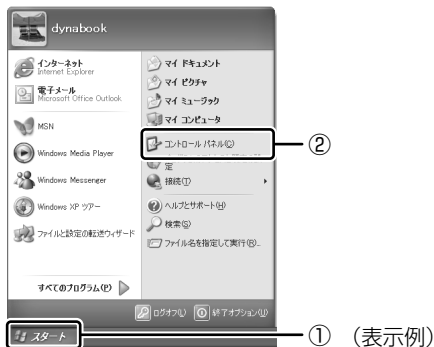 dynabook
インターネット
Internet Explorer
電子メール
Microsoft Office Outlook
MSN
Windows Media Player
Windows Messenger
Windows XP ツアー
ファイルと設定の転送ウィザード
すべてのプログラム(P)
マイ ドキュメント
マイ ピクチャ
マイ ミュージック
マイ コンピュータ
コントロール パネル(C)
②
定
接続(T)
ヘルプとサポート(H)
検索(S)
ファイル名を指定して実行(R)...
ログオフ(L)
終了オプション(U)
スタート
① (表示例)